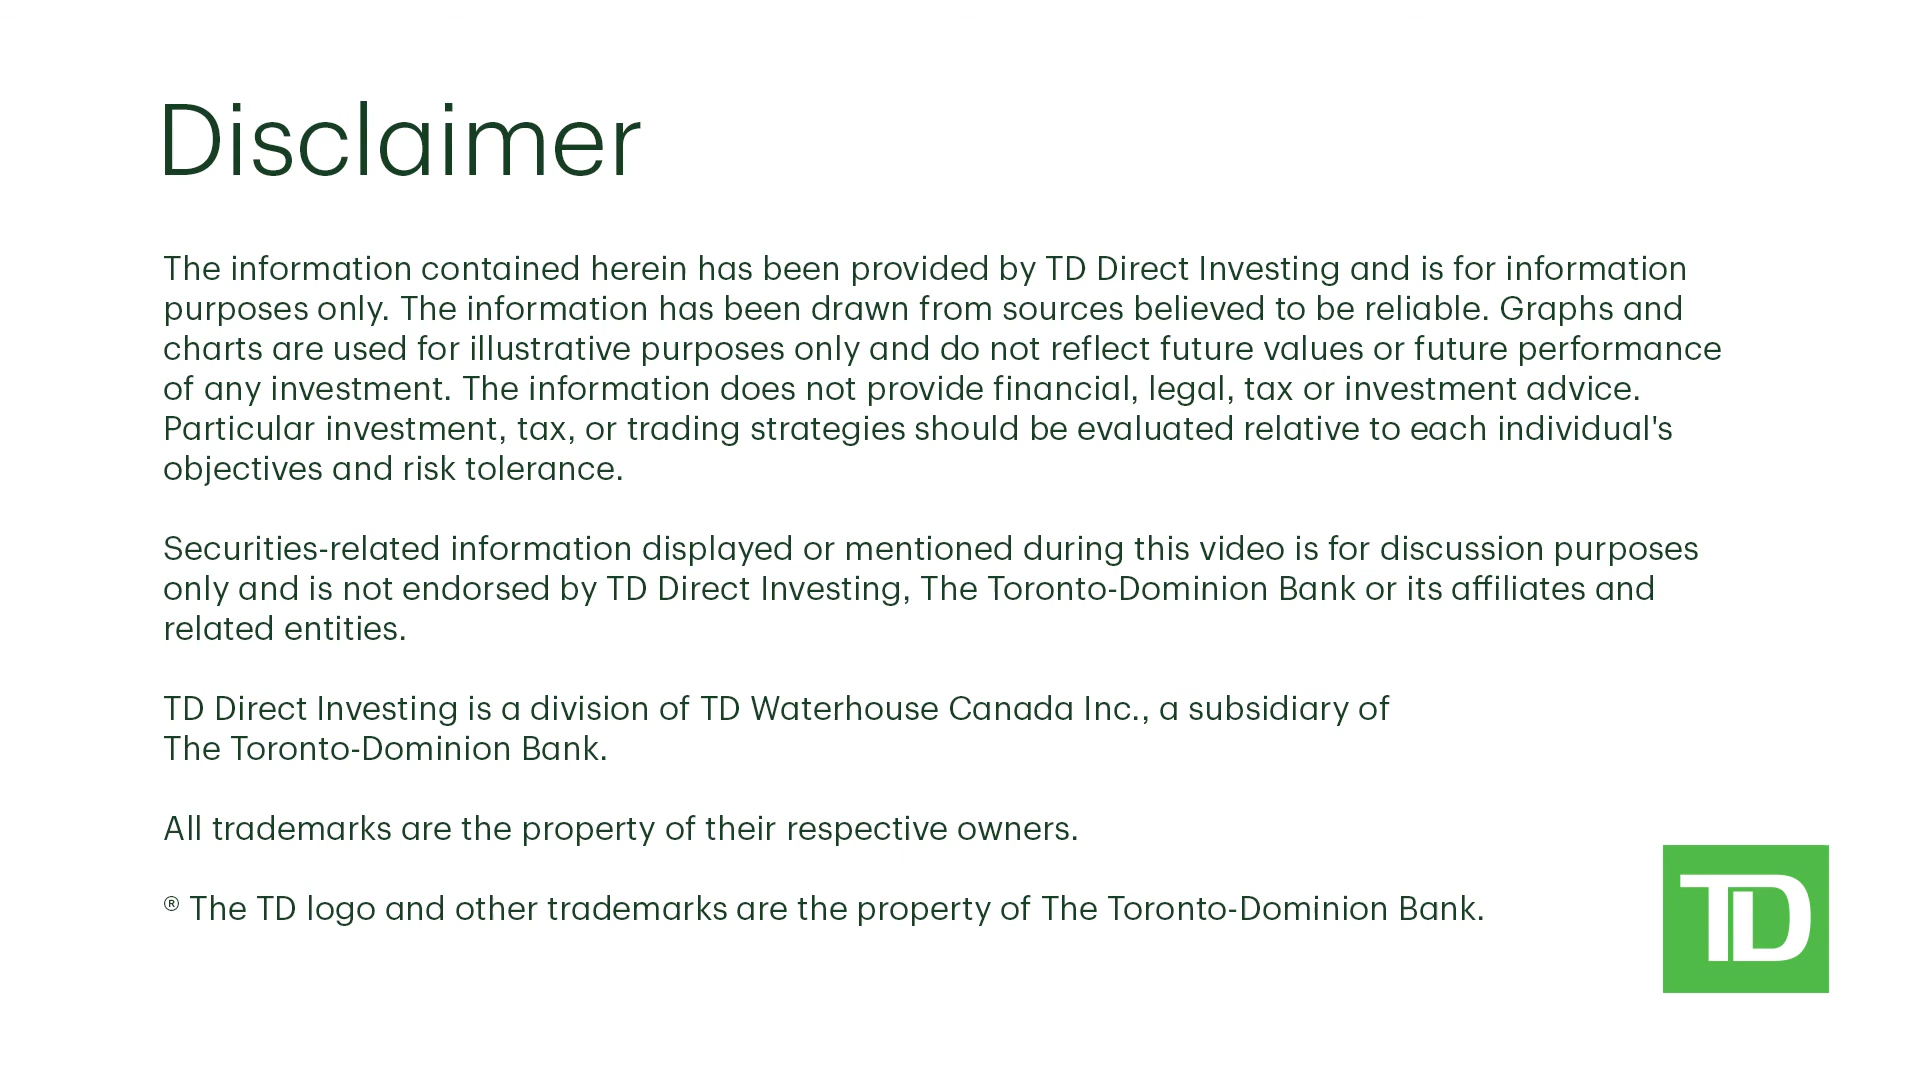 Disclaimer
The information contained herein has been provided by TD Direct Investing and is for information
purposes only. The information has been drawn from sources believed to be reliable. Graphs and
charts are used for illustrative purposes only and do not reflect future values or future performance
of any investment. The information does not provide financial, legal, tax or investment advice.
Particular investment, tax, or trading strategies should be evaluated relative to each individual's
objectives and risk tolerance.
Securities-related information displayed or mentioned during this video is for discussion purposes
only and is not endorsed by TD Direct Investing, The Toronto-Dominion Bank or its affiliates and
related entities.
TD Direct Investing is a division of TD Waterhouse Canada Inc., a subsidiary of
The Toronto-Dominion Bank.
All trademarks are the property of their respective owners.
® The TD logo and other trademarks are the property of The Toronto-Dominion Bank.
TD